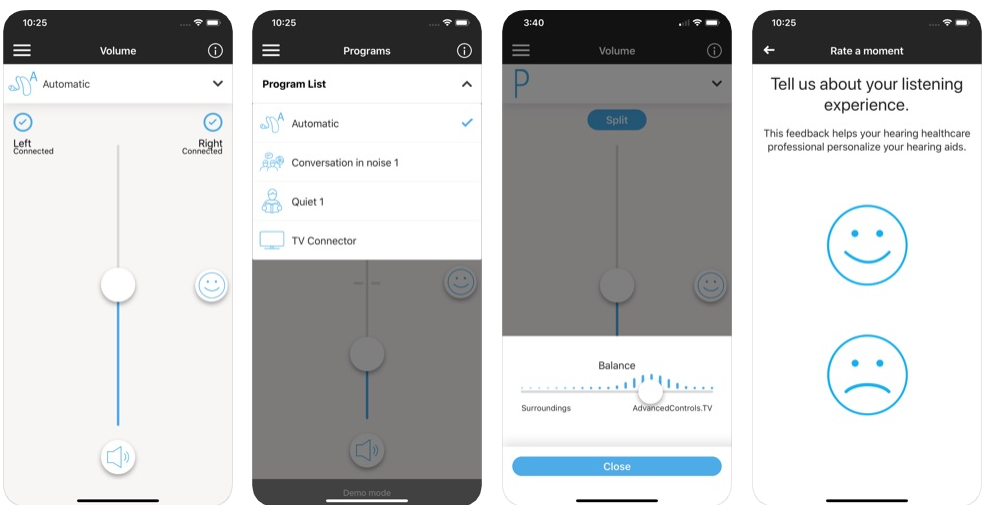 10:25
Volume
Automatic
Left
Connected
Right
Connected
10:25
Programs
Program List
Automatic
Conversation in noise 1
Quiet 1
TV Connector
Demo mode
3:40
Volume
P
Split
Balance
Surroundings
AdvancedControls.TV
Close
10:25
Rate a moment
Tell us about your listening
experience.
This feedback helps your hearing healthcare
professional personalize your hearing aids.